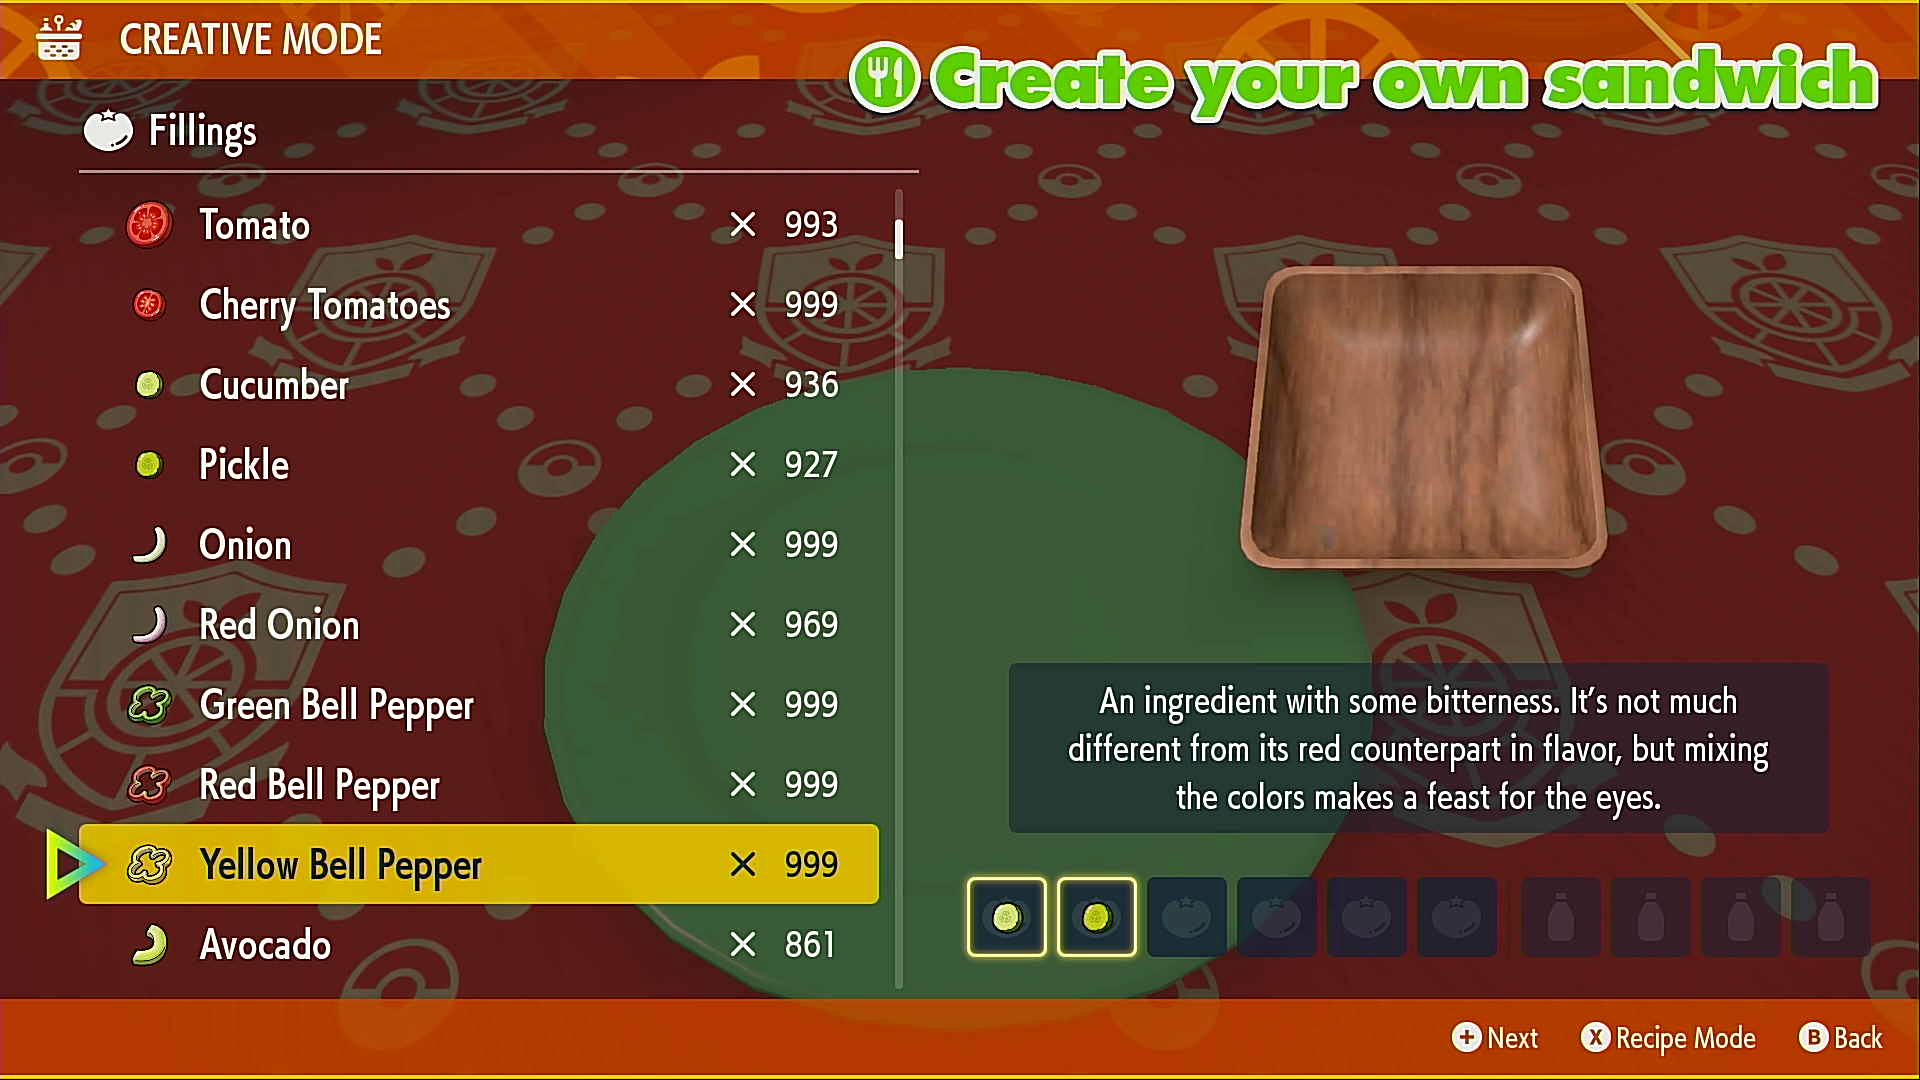 CREATIVE MODE
Create your own sandwich
Fillings
Tomato × 993
Cherry Tomatoes × 999
Cucumber × 936
Pickle × 927
Onion × 999
Red Onion × 969
Green Bell Pepper × 999
Red Bell Pepper × 999
Yellow Bell Pepper × 999
Avocado × 861
An ingredient with some bitterness. It's not much
different from its red counterpart in flavor, but mixing
the colors makes a feast for the eyes.
+ Next X Recipe Mode B Back